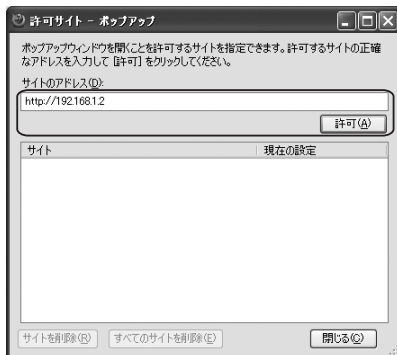 許可サイト - ポップアップ
ポップアップウィンドウを開くことを許可するサイトを指定できます。許可するサイトの正確
なアドレスを入力して [許可] をクリックしてください。
サイトのアドレス(D):
http://192.168.1.2
許可(A)
サイト 現在の設定
サイトを削除(R) すべてのサイトを削除(E) 閉じる(C)